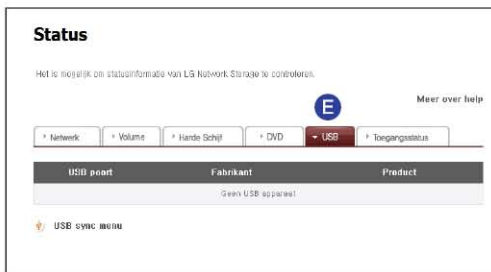 Status
Het is mogelijk om statusinformatie van LG Network Storage te controleren.
E
Meer over help
Netwerk
Volume
Harde Schijf
DVD
USB
Toegangsstatus
USB poort
Fabrikant
Product
Geen USB apparaat
USB sync menu